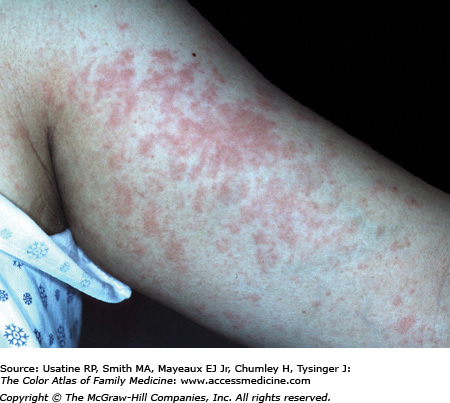 Source: Usatine RP, Smith MA, Mayeaux EJ Jr, Chumley H, Tysinger J:
The Color Atlas of Family Medicine: www.accessmedicine.com
Copyright © The McGraw-Hill Companies, Inc. All rights reserved.